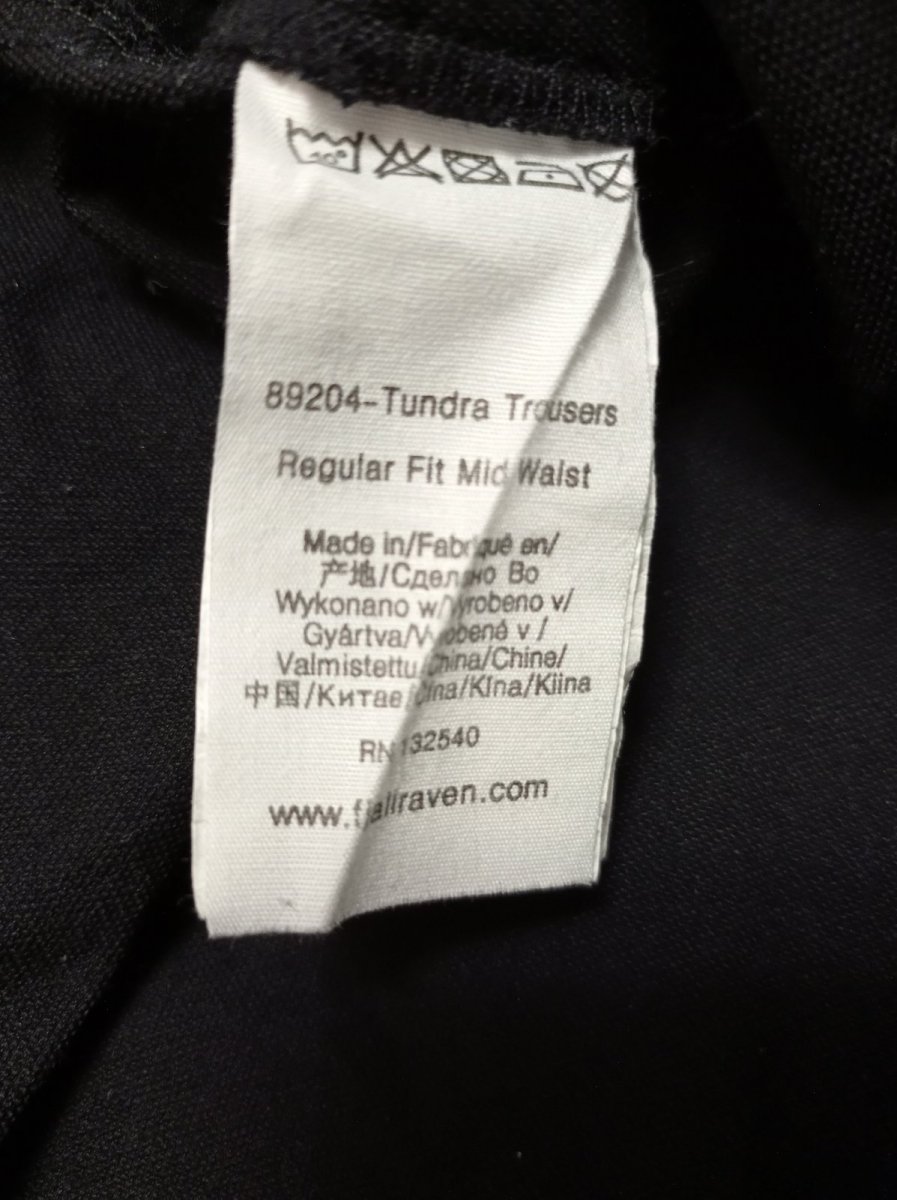 89204-Tundra Trousers
Regular Fit Mid Waist
Made in/Fabriqué en/
产地/Сделано Во
Wykonano w/Vyrobeno v/
Gyártva/Vyrobené v /
Valmistettu China/Chine/
中国/Китае/Čína/Kína/Kiina
RN 132540
www.fjallraven.com